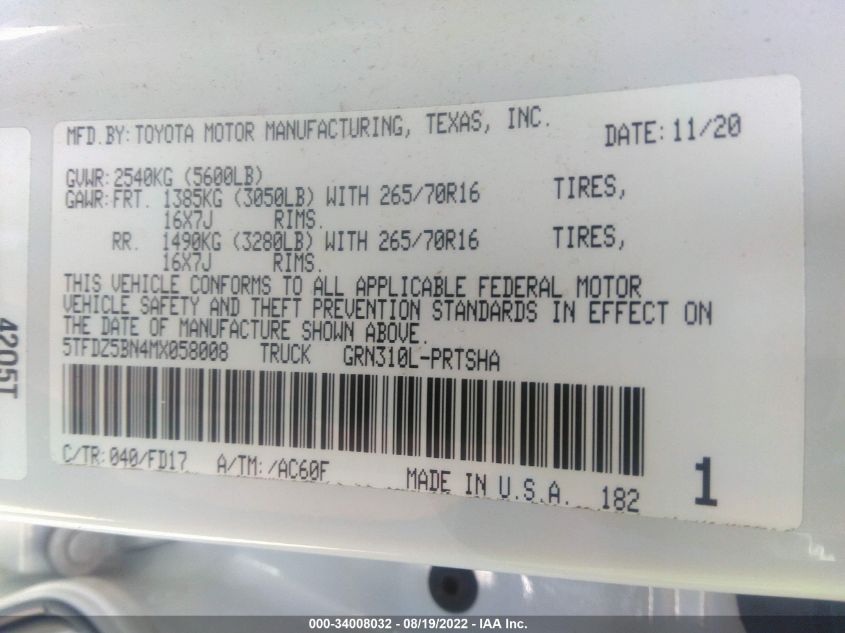 MFD.BY: TOYOTA MOTOR MANUFACTURING, TEXAS, INC. DATE: 11/20
GVWR: 2540KG (5600LB)
GAWR: FRT. 1385KG (3050LB) WITH 265/70R16 TIRES,
16X7J RIMS.
RR. 1490KG (3280LB) WITH 265/70R16 TIRES,
16X7J RIMS.
THIS VEHICLE CONFORMS TO ALL APPLICABLE FEDERAL MOTOR
VEHICLE SAFETY AND THEFT PREVENTION STANDARDS IN EFFECT ON
THE DATE OF MANUFACTURE SHOWN ABOVE.
5TFDZ5BN4MX058008 TRUCK GRN310L-PRTSHA
C/TR: 040/FD17 A/TM: /AC60F MADE IN U.S.A. 182 1
4205T
000-34008032 - 08/19/2022 - IAA Inc.